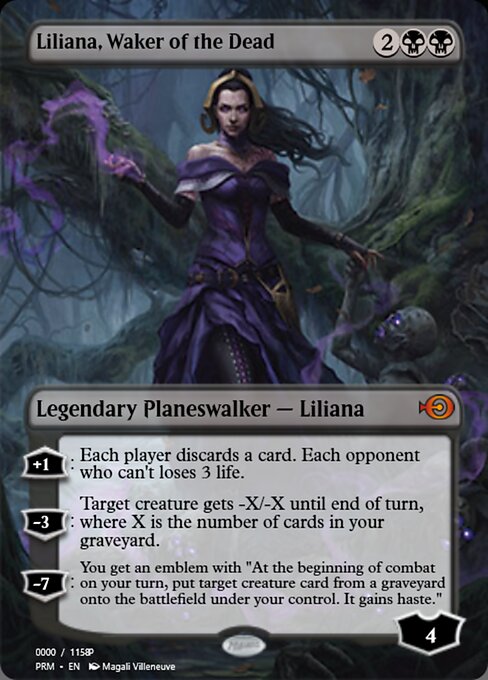 Liliana, Waker of the Dead 2
Legendary Planeswalker — Liliana
+1 : Each player discards a card. Each opponent
who can't loses 3 life.
Target creature gets -X/-X until end of turn,
-3 : where X is the number of cards in your
graveyard.
You get an emblem with "At the beginning of combat
-7 : on your turn, put target creature card from a graveyard
onto the battlefield under your control. It gains haste."
4
0000 / 1158P
PRM - EN Magali Villeneuve